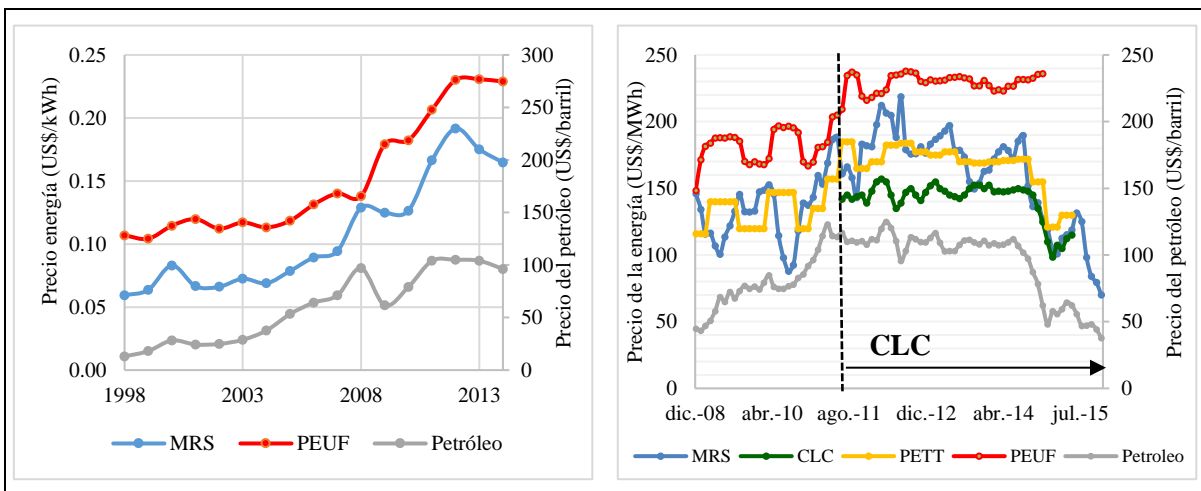 Precio energía (US$/kWh)
0.25
0.20
0.15
0.10
0.05
0.00
300
250
200
150
100
50
0
Precio del petróleo (US$/barril)
1998 2003 2008 2013
MRS PEUF Petróleo
Precio de la energía (US$/MWh)
250
200
150
100
50
0
250
200
150
100
50
0
Precio del petróleo (US$/barril)
CLC
dic.-08 abr.-10 ago.-11 dic.-12 abr.-14 jul.-15
MRS CLC PETT PEUF Petroleo